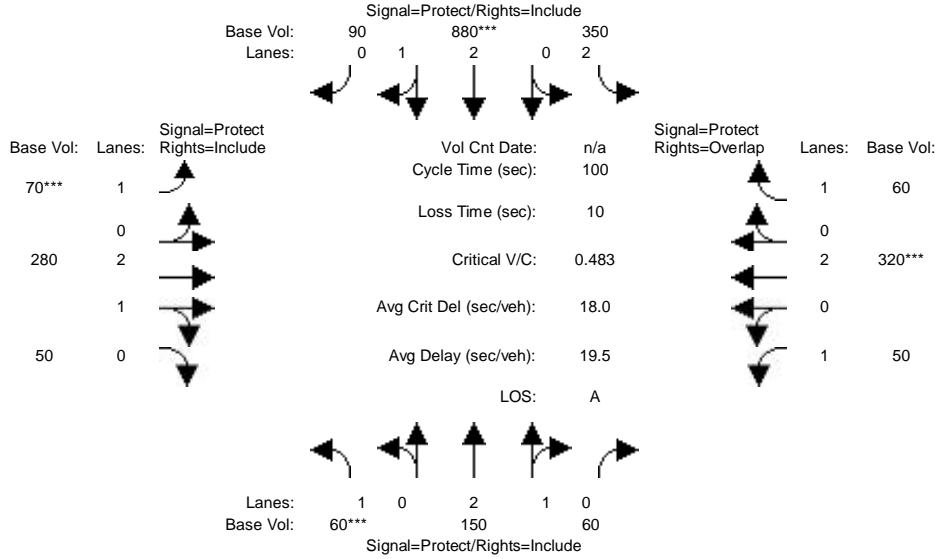 Signal=Protect/Rights=Include
Base Vol: 90 880*** 350
Lanes: 0 1 2 0 2
Signal=Protect
Rights=Include
Base Vol: Lanes:
Vol Cnt Date: n/a
Signal=Protect
Rights=Overlap
Lanes: Base Vol:
Cycle Time (sec): 100
70*** 1
1 60
Loss Time (sec): 10
0
0
280 2
Critical V/C: 0.483
2 320***
1
Avg Crit Del (sec/veh): 18.0
0
50 0
Avg Delay (sec/veh): 19.5
1 50
LOS: A
Lanes: 1 0 2 1 0
Base Vol: 60*** 150 60
Signal=Protect/Rights=Include